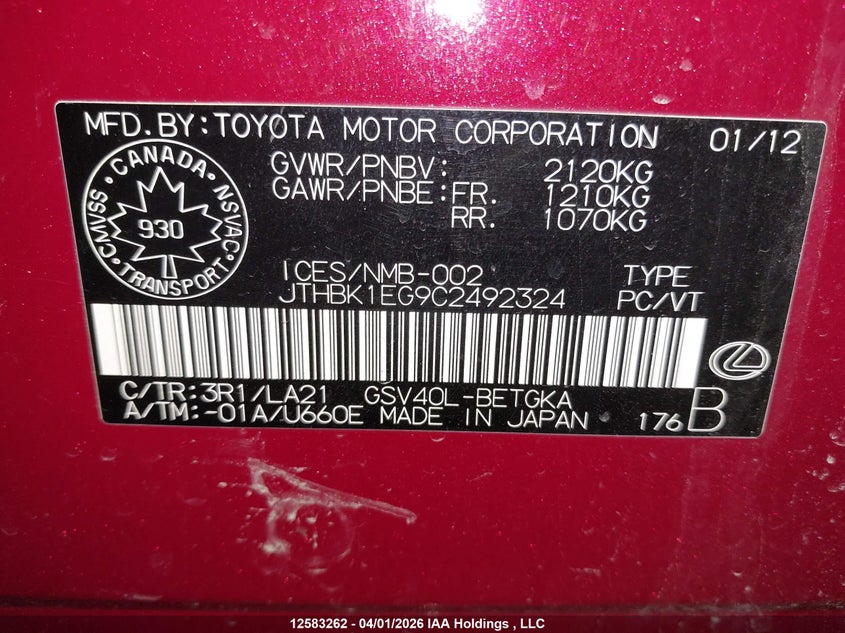 MFD.BY:TOYOTA MOTOR CORPORATION 01/12
GVWR/PNBV: 2120KG
GAWR/PNBE:FR. 1210KG
RR. 1070KG
CANADA
CMVSS NSVAC
930
TRANSPORT
ICES/NMB-002 TYPE
JTHBK1EG9C2492324 PC/VT
C/TR:3R1/LA21 GSV40L-BETGKA
A/TM:-01A/U660E MADE IN JAPAN 176 B
12583262 - 04/01/2026 IAA Holdings , LLC